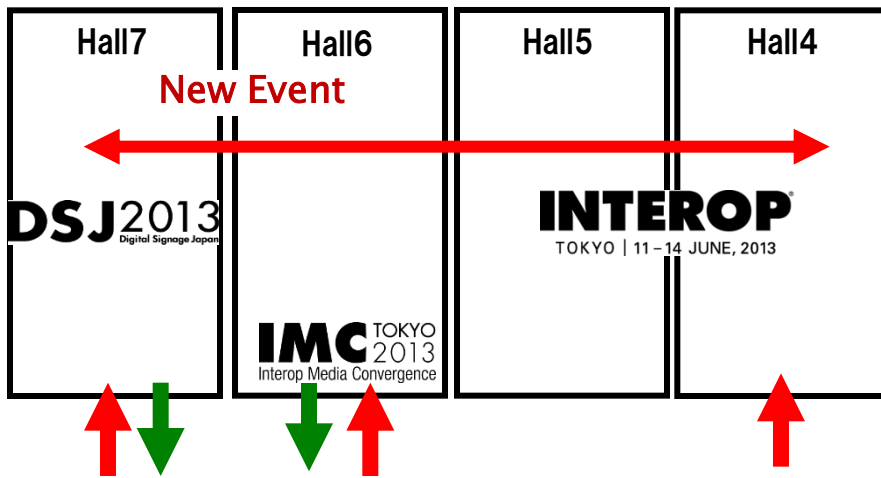 Hall7
Hall6
Hall5
Hall4
New Event
DSJ2013
Digital Signage Japan
INTEROP®
TOKYO | 11–14 JUNE, 2013
IMC TOKYO
2013
Interop Media Convergence